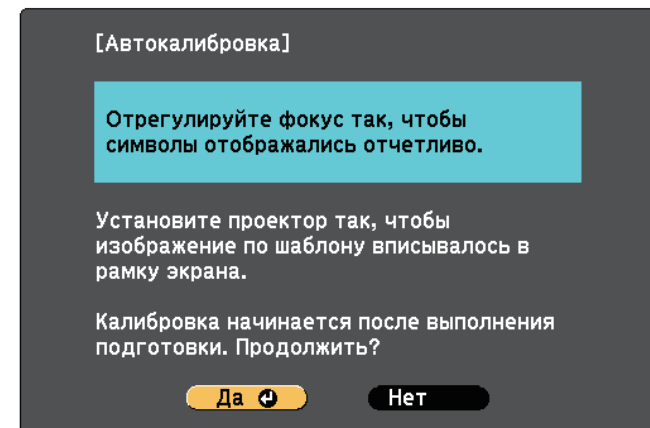 [Автокалибровка]
Отрегулируйте фокус так, чтобы
символы отображались отчетливо.
Установите проектор так, чтобы
изображение по шаблону вписывалось в
рамку экрана.
Калибровка начинается после выполнения
подготовки. Продолжить?
Да
Нет